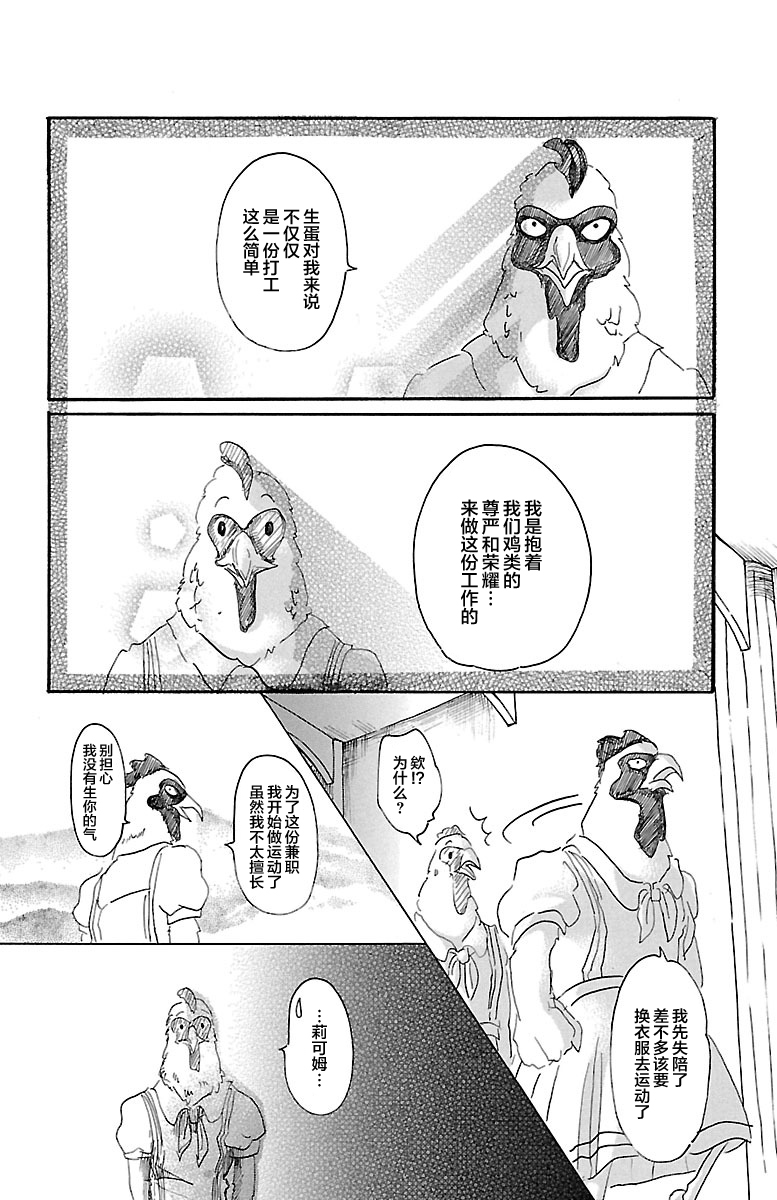 生蛋对我来说
不仅仅
是一份打工
这么简单
我是抱着
我们鸡类的
尊严和荣耀…
来做这份工作的
我先失陪了
差不多该要
换衣服去运动了
欸!?
为什么?
为了这份兼职
我开始做运动了
虽然我不太擅长
别担心
我没有生你的气
…莉可姆…